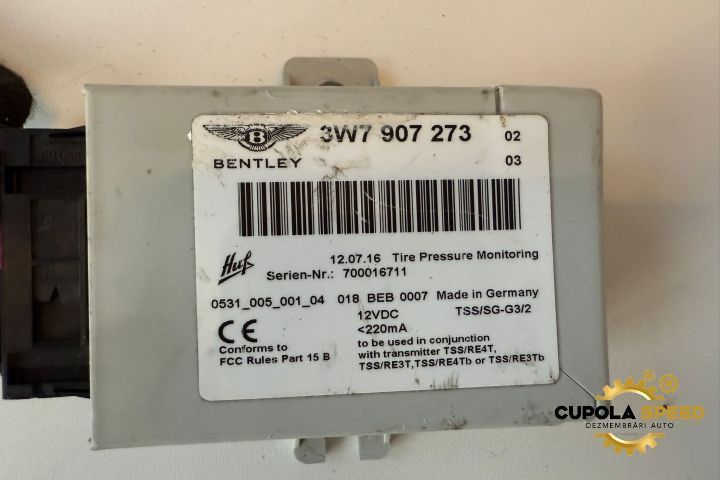 B
3W7 907 273 02
BENTLEY 03
Huf
12.07.16 Tire Pressure Monitoring
Serien-Nr.: 700016711
0531_005_001_04 018 BEB 0007 Made in Germany
12VDC TSS/SG-G3/2
<220mA
CE
Conforms to
FCC Rules Part 15 B
to be used in conjunction
with transmitter TSS/RE4T,
TSS/RE3T,TSS/RE4Tb or TSS/RE3Tb
CUPOLA SPEED
DEZMEMBRĂRI AUTO